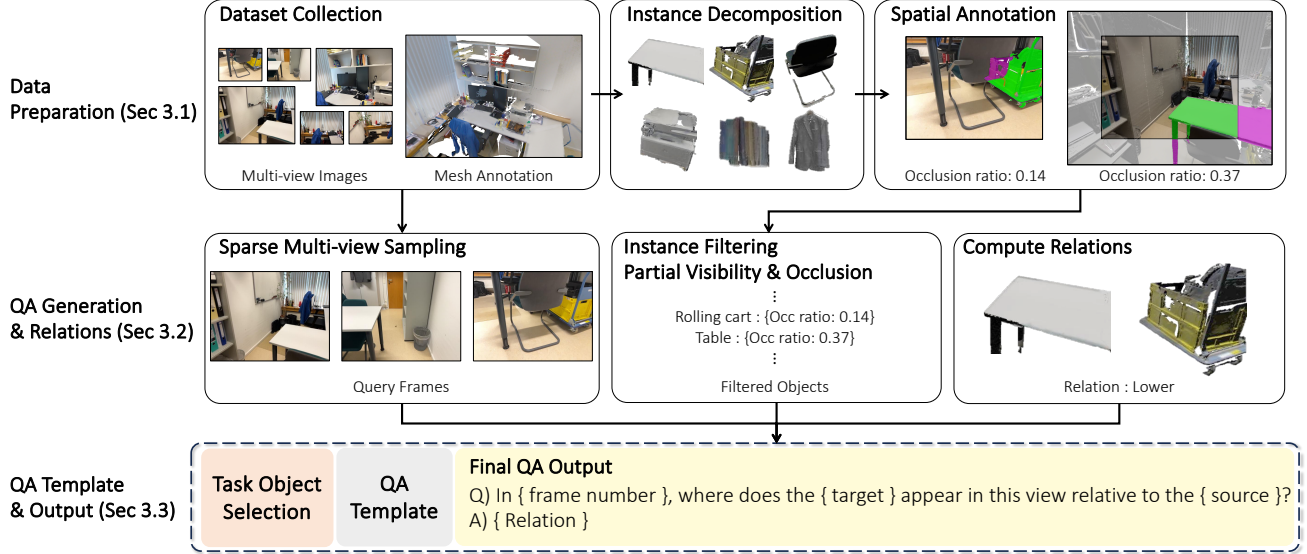 Data
Preparation (Sec 3.1)
Dataset Collection
Multi-view Images
Mesh Annotation
Instance Decomposition
Spatial Annotation
Occlusion ratio: 0.14
Occlusion ratio: 0.37
QA Generation
& Relations (Sec 3.2)
Sparse Multi-view Sampling
Query Frames
Instance Filtering
Partial Visibility & Occlusion
⋮
Rolling cart : {Occ ratio: 0.14}
Table : {Occ ratio: 0.37}
⋮
Filtered Objects
Compute Relations
Relation : Lower
QA Template
& Output (Sec 3.3)
Task Object
Selection
QA
Template
Final QA Output
Q) In { frame number }, where does the { target } appear in this view relative to the { source }?
A) { Relation }